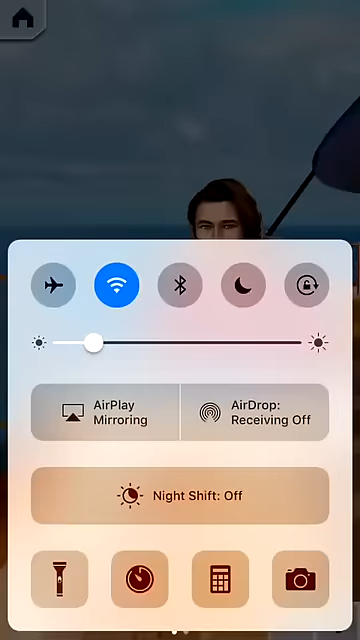 AirPlay
Mirroring
AirDrop:
Receiving Off
Night Shift: Off